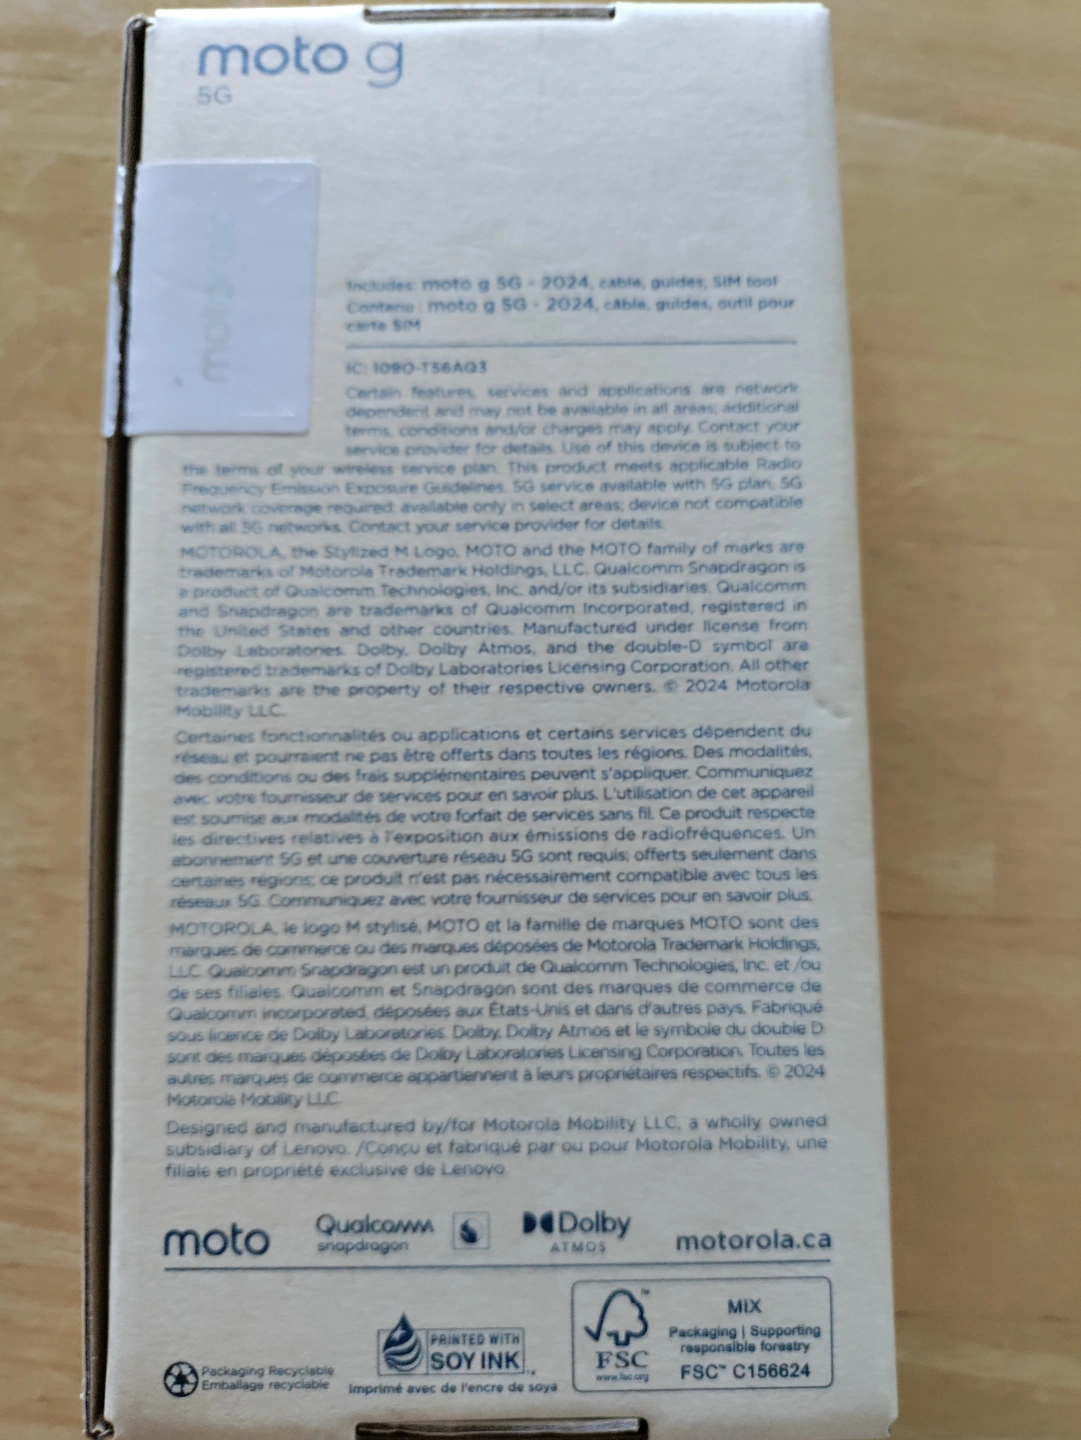 moto g
5G
motorola
Includes: moto g 5G - 2024, cable, guides, SIM tool
Contenu : moto g 5G - 2024, câble, guides, outil pour
carte SIM
IC: 109O-T56AQ3
Certain features, services and applications are network
dependent and may not be available in all areas; additional
terms, conditions and/or charges may apply. Contact your
service provider for details. Use of this device is subject to
the terms of your wireless service plan. This product meets applicable Radio
Frequency Emission Exposure Guidelines. 5G service available with 5G plan. 5G
network coverage required; available only in select areas; device not compatible
with all 5G networks. Contact your service provider for details.
MOTOROLA, the Stylized M Logo, MOTO and the MOTO family of marks are
trademarks of Motorola Trademark Holdings, LLC. Qualcomm Snapdragon is
a product of Qualcomm Technologies, Inc. and/or its subsidiaries. Qualcomm
and Snapdragon are trademarks of Qualcomm Incorporated, registered in
the United States and other countries. Manufactured under license from
Dolby Laboratories. Dolby, Dolby Atmos, and the double-D symbol are
registered trademarks of Dolby Laboratories Licensing Corporation. All other
trademarks are the property of their respective owners. © 2024 Motorola
Mobility LLC.
Certaines fonctionnalités ou applications et certains services dépendent du
réseau et pourraient ne pas être offerts dans toutes les régions. Des modalités,
des conditions ou des frais supplémentaires peuvent s'appliquer. Communiquez
avec votre fournisseur de services pour en savoir plus. L'utilisation de cet appareil
est soumise aux modalités de votre forfait de services sans fil. Ce produit respecte
les directives relatives à l'exposition aux émissions de radiofréquences. Un
abonnement 5G et une couverture réseau 5G sont requis; offerts seulement dans
certaines régions; ce produit n'est pas nécessairement compatible avec tous les
réseaux 5G. Communiquez avec votre fournisseur de services pour en savoir plus.
MOTOROLA, le logo M stylisé, MOTO et la famille de marques MOTO sont des
marques de commerce ou des marques déposées de Motorola Trademark Holdings,
LLC. Qualcomm Snapdragon est un produit de Qualcomm Technologies, Inc. et /ou
de ses filiales. Qualcomm et Snapdragon sont des marques de commerce de
Qualcomm incorporated, déposées aux États-Unis et dans d'autres pays. Fabriqué
sous licence de Dolby Laboratories. Dolby, Dolby Atmos et le symbole du double D
sont des marques déposées de Dolby Laboratories Licensing Corporation. Toutes les
autres marques de commerce appartiennent à leurs propriétaires respectifs. © 2024
Motorola Mobility LLC.
Designed and manufactured by/for Motorola Mobility LLC, a wholly owned
subsidiary of Lenovo. /Conçu et fabriqué par ou pour Motorola Mobility, une
filiale en propriété exclusive de Lenovo.
moto
Qualcomm
snapdragon
Dolby
ATMOS
motorola.ca
Packaging Recyclable
Emballage recyclable
PRINTED WITH
SOY INK™
Imprimé avec de l'encre de soya
FSC
www.fsc.org
MIX
Packaging | Supporting
responsible forestry
FSC™ C156624